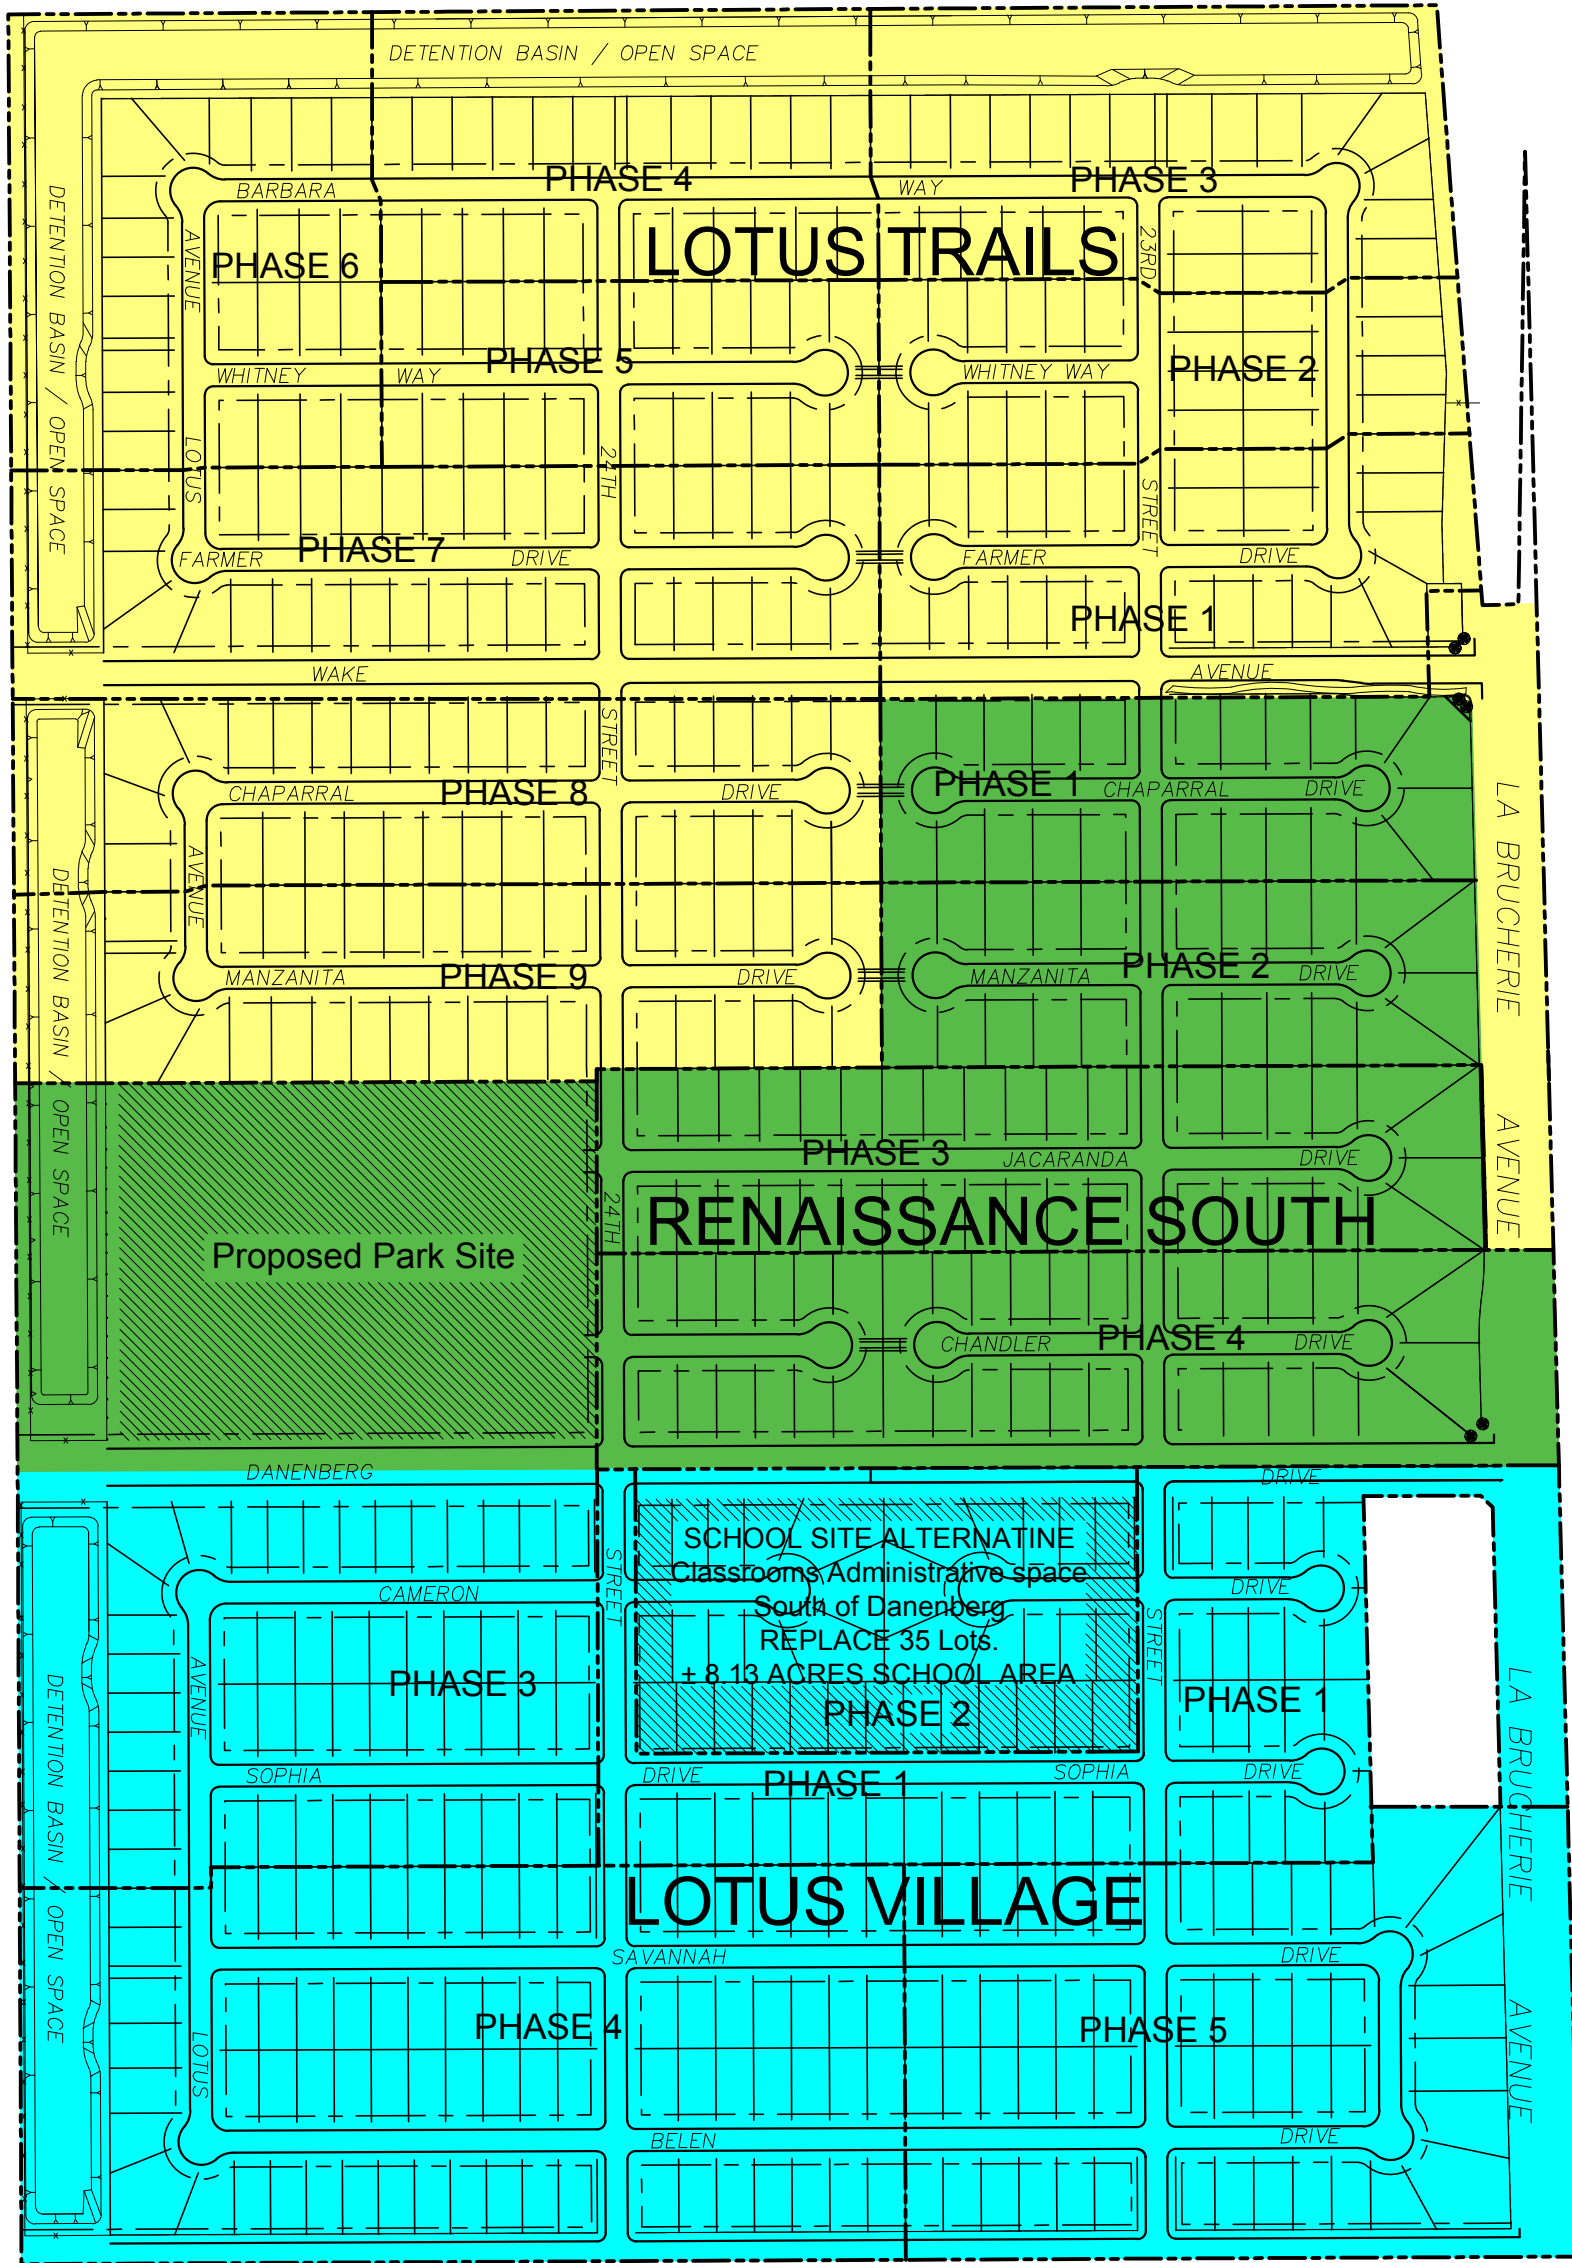 DETENTION BASIN / OPEN SPACE
BARBARA
PHASE 4
WAY
PHASE 3
DETENTION BASIN / OPEN SPACE
AVENUE
PHASE 6
LOTUS TRAILS
23RD
WHITNEY
WAY
PHASE 5
WHITNEY WAY
PHASE 2
LOTUS
24TH
STREET
FARMER
PHASE 7
DRIVE
FARMER
DRIVE
PHASE 1
WAKE
AVENUE
STREET
CHAPARRAL
PHASE 8
DRIVE
PHASE 1
CHAPARRAL
DRIVE
LA BRUCHERIE
AVENUE
AVENUE
DETENTION BASIN / OPEN SPACE
MANZANITA
PHASE 9
DRIVE
MANZANITA
PHASE 2
DRIVE
PHASE 3
JACARANDA
DRIVE
24TH
RENAISSANCE SOUTH
Proposed Park Site
CHANDLER
PHASE 4
DRIVE
DANENBERG
DRIVE
SCHOOL SITE ALTERNATINE
Classrooms Administrative space
South of Danenberg
REPLACE 35 Lots.
± 8.13 ACRES SCHOOL AREA
PHASE 2
STREET
CAMERON
DRIVE
STREET
AVENUE
PHASE 3
PHASE 1
LA BRUCHERIE
AVENUE
DETENTION BASIN / OPEN SPACE
SOPHIA
DRIVE
PHASE 1
SOPHIA
DRIVE
LOTUS VILLAGE
SAVANNAH
DRIVE
PHASE 4
PHASE 5
LOTUS
BELEN
DRIVE